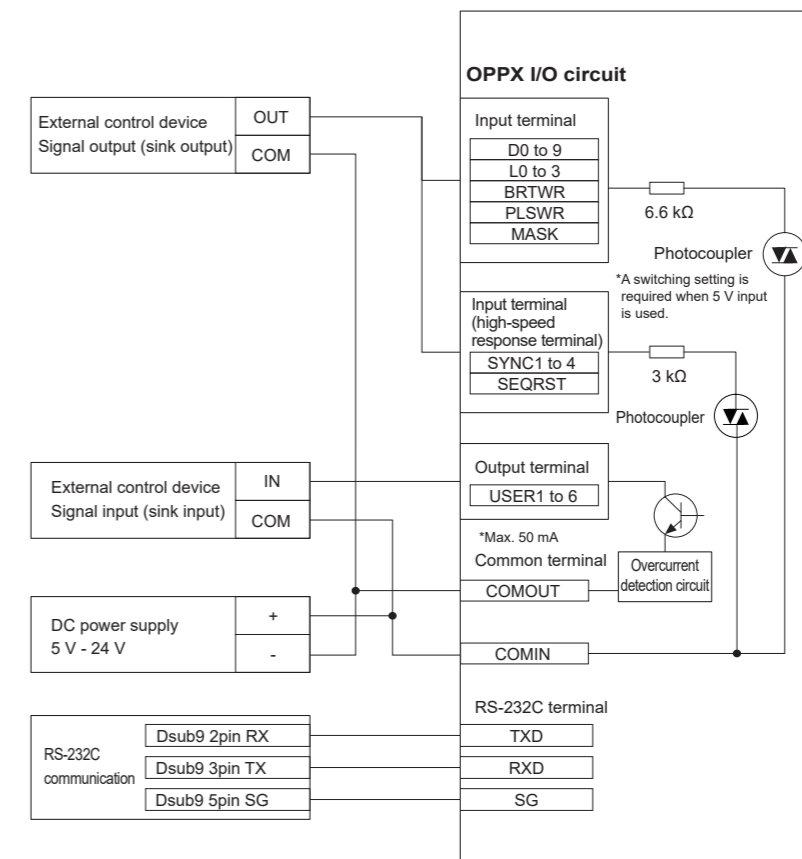 OPPX I/O circuit
External control device
Signal output (sink output)
OUT
COM
Input terminal
D0 to 9
L0 to 3
BRTWR
PLSWR
MASK
6.6 kΩ
Photocoupler
*A switching setting is
required when 5 V input
is used.
Input terminal
(high-speed
response terminal)
SYNC1 to 4
SEQRST
3 kΩ
Photocoupler
External control device
Signal input (sink input)
IN
COM
Output terminal
USER1 to 6
*Max. 50 mA
Common terminal
Overcurrent
detection circuit
COMOUT
DC power supply
5 V - 24 V
+
-
COMIN
RS-232C terminal
RS-232C
communication
Dsub9 2pin RX
TXD
Dsub9 3pin TX
RXD
Dsub9 5pin SG
SG